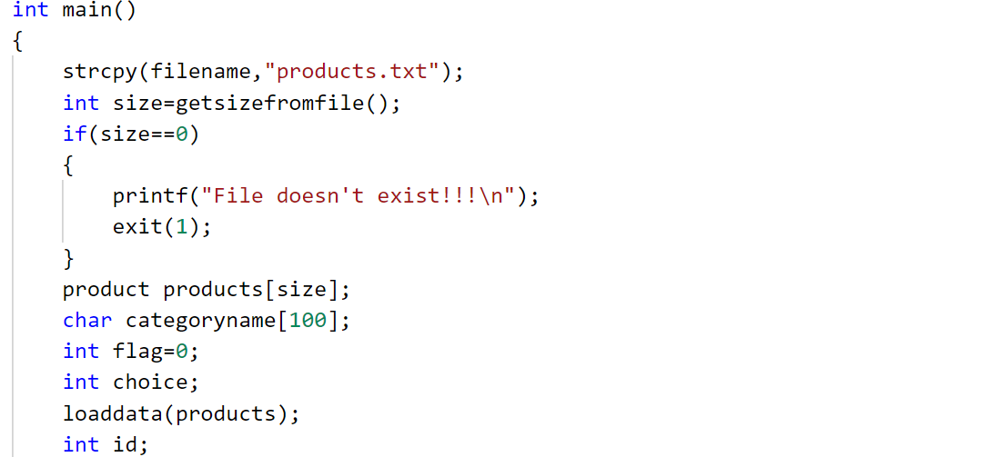 int main()
{
    strcpy(filename,"products.txt");
    int size=getsizefromfile();
    if(size==0)
    {
        printf("File doesn't exist!!!\n");
        exit(1);
    }
    product products[size];
    char categoryname[100];
    int flag=0;
    int choice;
    loaddata(products);
    int id;